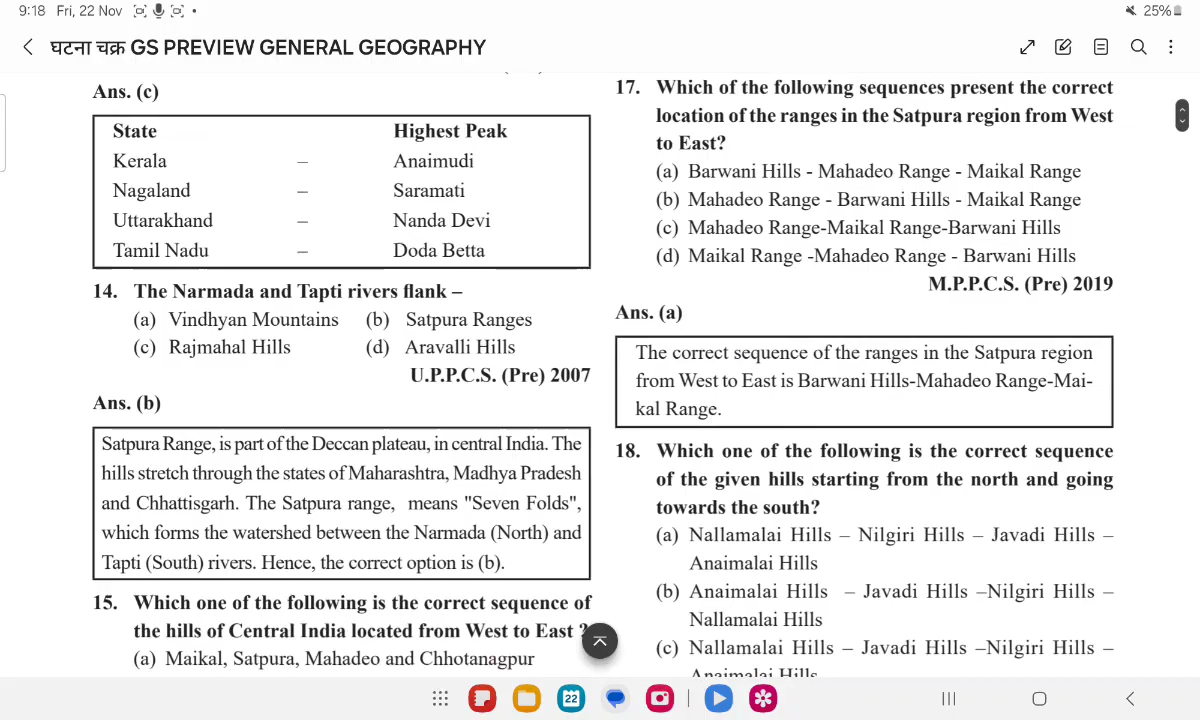 9:18 Fri, 22 Nov
25%
घटना चक्र GS PREVIEW GENERAL GEOGRAPHY
Ans. (c)
State Highest Peak
Kerala – Anaimudi
Nagaland – Saramati
Uttarakhand – Nanda Devi
Tamil Nadu – Doda Betta
14. The Narmada and Tapti rivers flank –
(a) Vindhyan Mountains (b) Satpura Ranges
(c) Rajmahal Hills (d) Aravalli Hills
U.P.P.C.S. (Pre) 2007
Ans. (b)
Satpura Range, is part of the Deccan plateau, in central India. The
hills stretch through the states of Maharashtra, Madhya Pradesh
and Chhattisgarh. The Satpura range, means "Seven Folds",
which forms the watershed between the Narmada (North) and
Tapti (South) rivers. Hence, the correct option is (b).
15. Which one of the following is the correct sequence of
the hills of Central India located from West to East ?
(a) Maikal, Satpura, Mahadeo and Chhotanagpur
17. Which of the following sequences present the correct
location of the ranges in the Satpura region from West
to East?
(a) Barwani Hills - Mahadeo Range - Maikal Range
(b) Mahadeo Range - Barwani Hills - Maikal Range
(c) Mahadeo Range-Maikal Range-Barwani Hills
(d) Maikal Range -Mahadeo Range - Barwani Hills
M.P.P.C.S. (Pre) 2019
Ans. (a)
The correct sequence of the ranges in the Satpura region
from West to East is Barwani Hills-Mahadeo Range-Mai-
kal Range.
18. Which one of the following is the correct sequence
of the given hills starting from the north and going
towards the south?
(a) Nallamalai Hills – Nilgiri Hills – Javadi Hills –
Anaimalai Hills
(b) Anaimalai Hills – Javadi Hills –Nilgiri Hills –
Nallamalai Hills
(c) Nallamalai Hills – Javadi Hills –Nilgiri Hills –
Anaimalai Hills
22